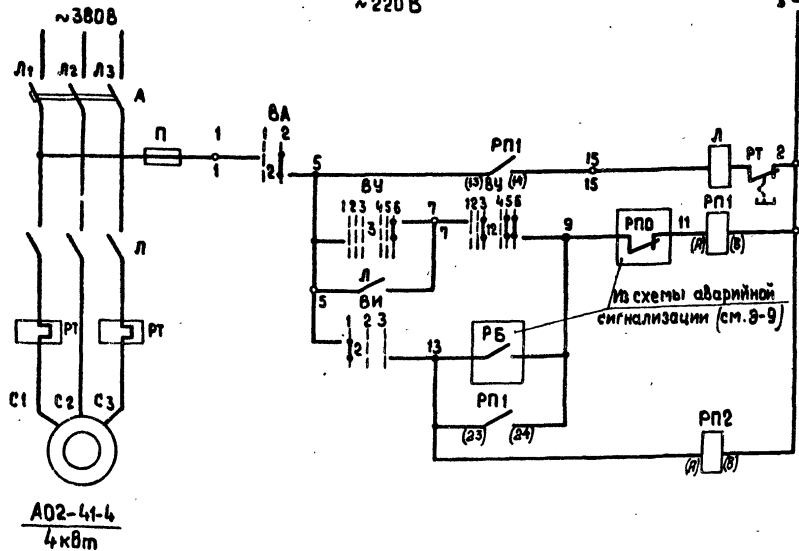 ~380В
~220 В
Л1 Л2 Л3 А
П 1
1
ВА
1 2
2
5
РП1
(13) (14)
15
15
Л
РТ 2
ВУ
123 456
3
7
7
ВУ
123 456
12
9
РПО
11
РП1
(А) (В)
Л
Л
5
ВИ
1 2 3
2
13
РБ
Из схемы аварийной
сигнализации (см. Э-9)
РТ РТ
РП1
(23) (24)
С1 С2 С3
РП2
(А) (В)
АО2-41-4
4квт